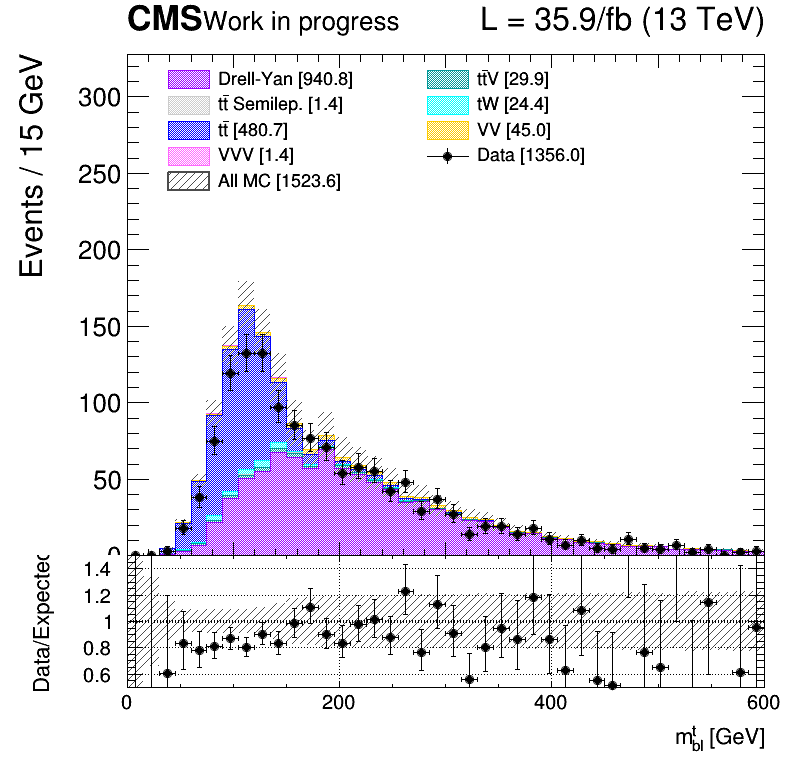 CMS Work in progress L = 35.9/fb (13 TeV)
Events / 15 GeV
300
250
200
150
100
50
0
Drell-Yan [940.8]
tt̄ Semilep. [1.4]
tt̄ [480.7]
VVV [1.4]
All MC [1523.6]
tt̄V [29.9]
tW [24.4]
VV [45.0]
Data [1356.0]
Data/Expected
1.4
1.2
1
0.8
0.6
0 200 400 600
m^t_bl [GeV]